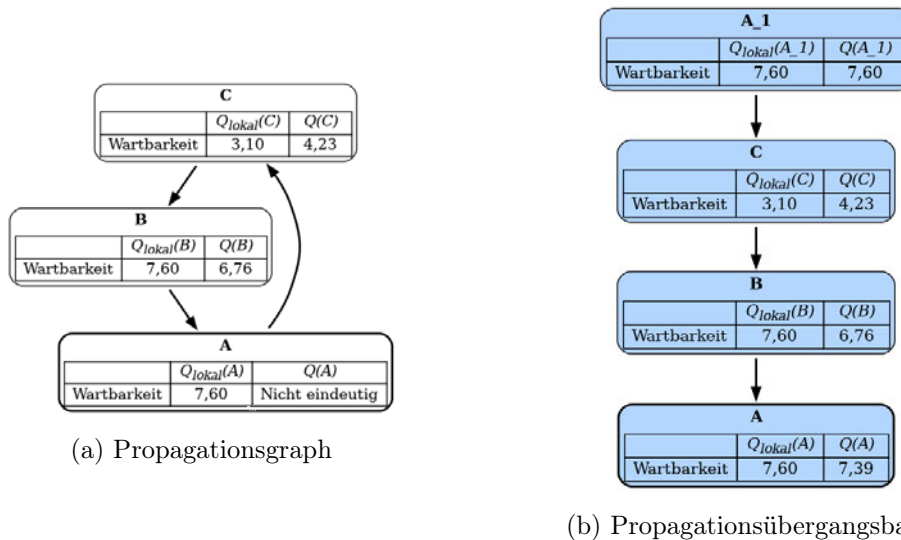 C
Q_lokal(C) Q(C)
Wartbarkeit 3,10 4,23
B
Q_lokal(B) Q(B)
Wartbarkeit 7,60 6,76
A
Q_lokal(A) Q(A)
Wartbarkeit 7,60 Nicht eindeutig
(a) Propagationsgraph
A_1
Q_lokal(A_1) Q(A_1)
Wartbarkeit 7,60 7,60
C
Q_lokal(C) Q(C)
Wartbarkeit 3,10 4,23
B
Q_lokal(B) Q(B)
Wartbarkeit 7,60 6,76
A
Q_lokal(A) Q(A)
Wartbarkeit 7,60 7,39
(b) Propagationsübergangsba